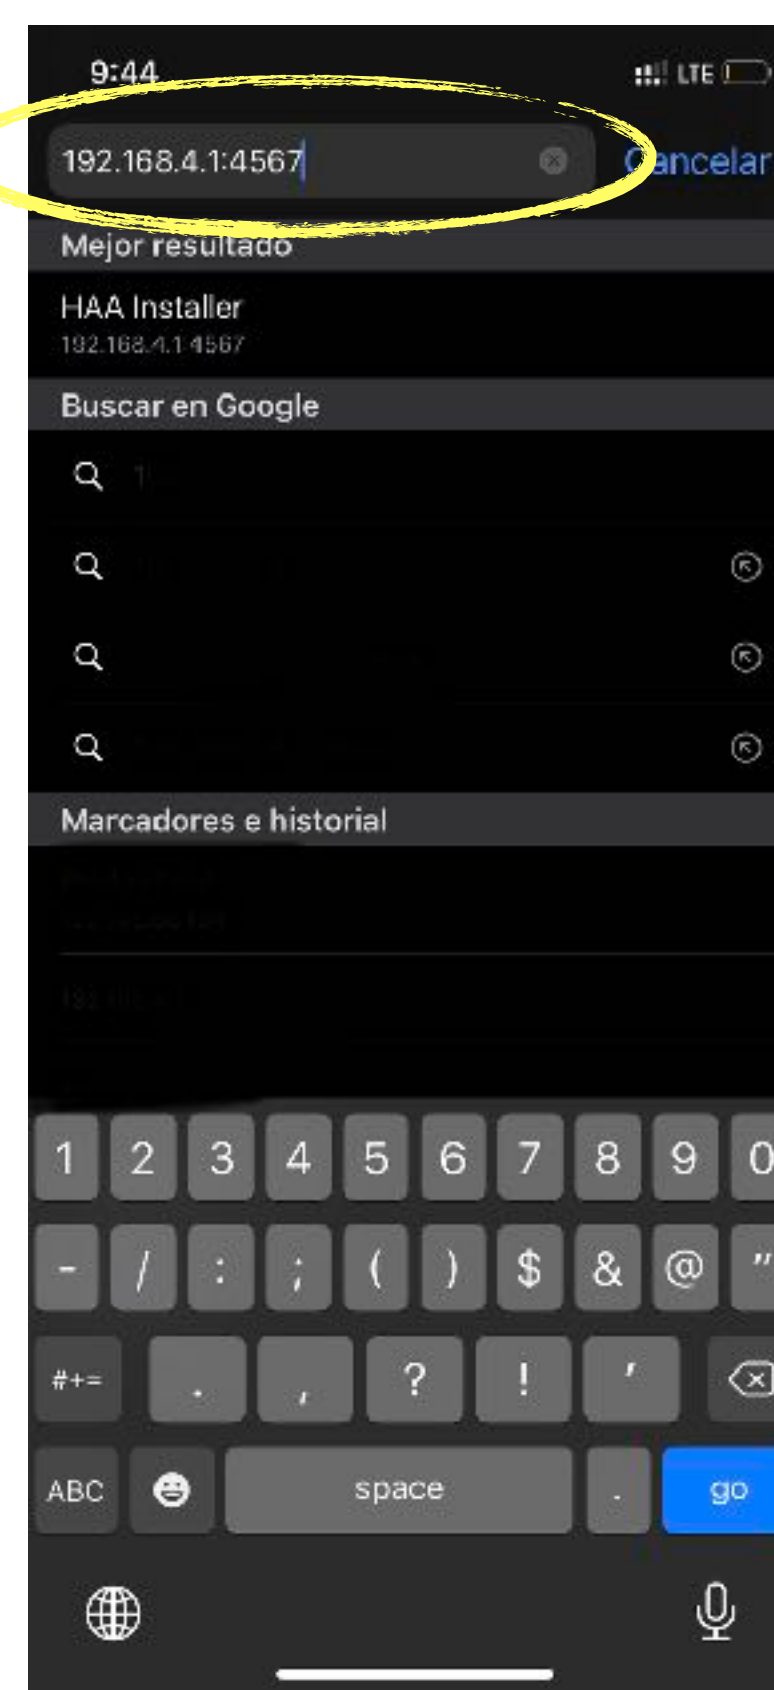 9:44 LTE
192.168.4.1:4567 Cancelar
Mejor resultado
HAA Installer
192.168.4.1:4567
Buscar en Google
Marcadores e historial
1 2 3 4 5 6 7 8 9 0
- / : ; ( ) $ & @ "
#+= . , ? ! '
ABC space . go